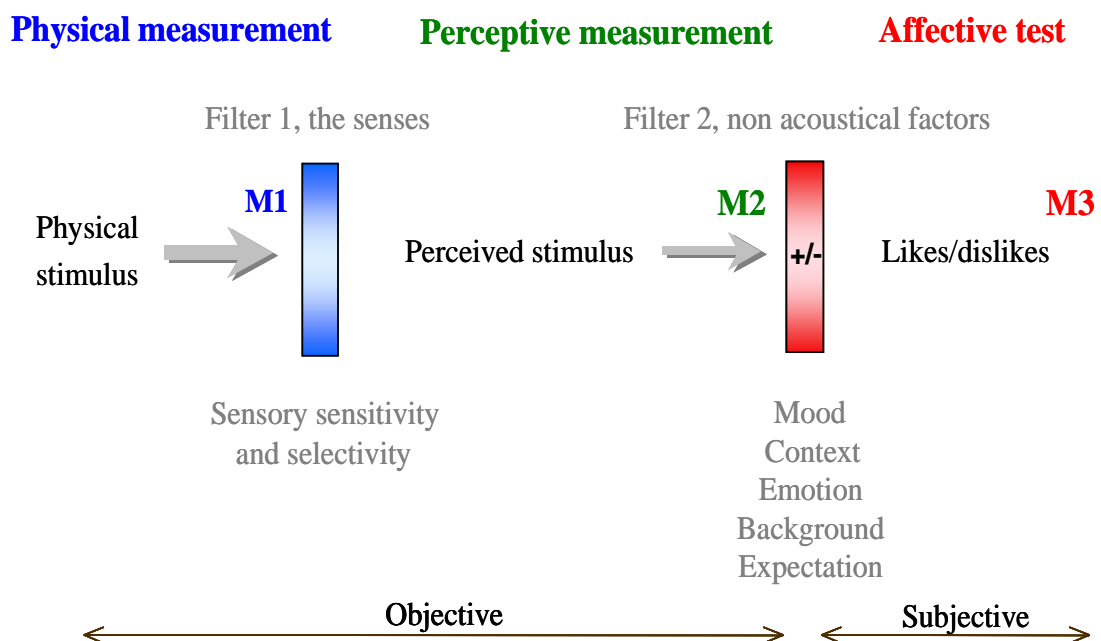 Physical measurement
Perceptive measurement
Affective test
Filter 1, the senses
Filter 2, non acoustical factors
M1
M2
M3
Physical
stimulus
Perceived stimulus
+/-
Likes/dislikes
Sensory sensitivity
and selectivity
Mood
Context
Emotion
Background
Expectation
Objective
Subjective